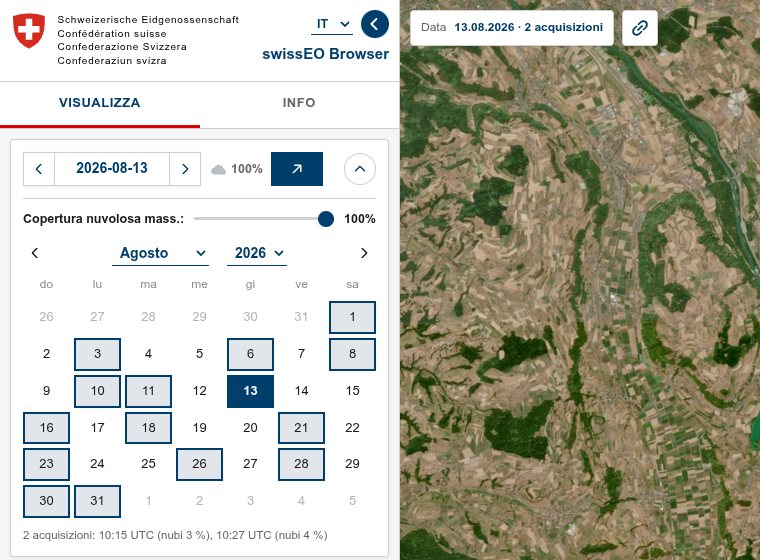 Schweizerische Eidgenossenschaft
Confédération suisse
Confederazione Svizzera
Confederaziun svizra
IT
swissEO Browser
VISUALIZZA
INFO
2026-08-13
100%
Copertura nuvolosa mass.:
100%
Agosto
2026
do lu ma me gi ve sa
26 27 28 29 30 31 1
2 3 4 5 6 7 8
9 10 11 12 13 14 15
16 17 18 19 20 21 22
23 24 25 26 27 28 29
30 31 1 2 3 4 5
2 acquisizioni: 10:15 UTC (nubi 3 %), 10:27 UTC (nubi 4 %)
Data 13.08.2026 · 2 acquisizioni